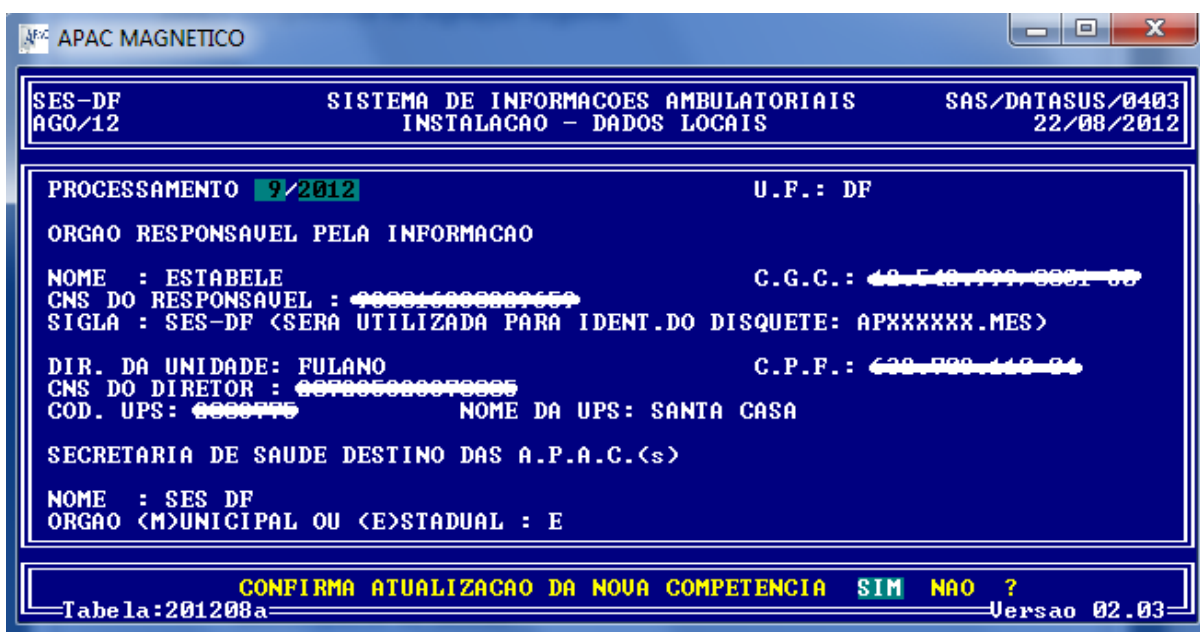 APAC MAGNETICO
SES-DF SISTEMA DE INFORMACOES AMBULATORIAIS SAS/DATASUS/0403
AGO/12 INSTALACAO - DADOS LOCAIS 22/08/2012
PROCESSAMENTO 9/2012 U.F.: DF
ORGAO RESPONSAVEL PELA INFORMACAO
NOME : ESTABELE C.G.C.:
CNS DO RESPONSAVEL :
SIGLA : SES-DF (SERA UTILIZADA PARA IDENT.DO DISQUETE: APXXXXXX.MES)
DIR. DA UNIDADE: FULANO C.P.F.:
CNS DO DIRETOR :
COD. UPS: NOME DA UPS: SANTA CASA
SECRETARIA DE SAUDE DESTINO DAS A.P.A.C.(s)
NOME : SES DF
ORGAO (M)UNICIPAL OU (E)STADUAL : E
CONFIRMA ATUALIZACAO DA NOVA COMPETENCIA SIM NAO ?
Tabela:201208a Versao 02.03